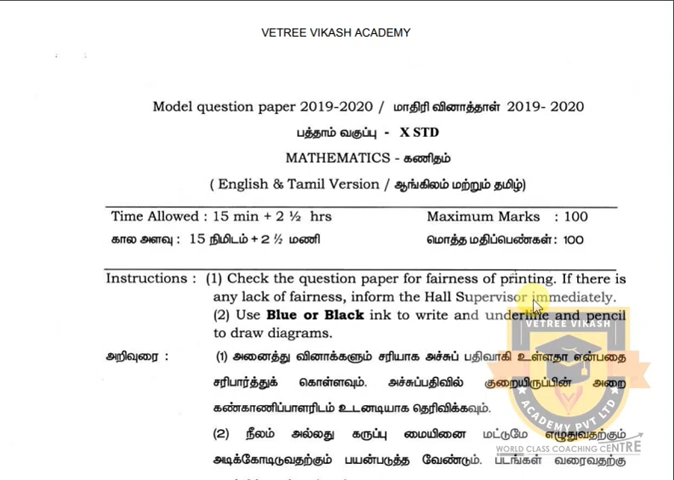 VETREE VIKASH ACADEMY
Model question paper 2019-2020 / மாதிரி வினாத்தாள் 2019- 2020
பத்தாம் வகுப்பு - X STD
MATHEMATICS - கணிதம்
( English & Tamil Version / ஆங்கிலம் மற்றும் தமிழ்)
Time Allowed : 15 min + 2 ½ hrs Maximum Marks : 100
கால அளவு : 15 நிமிடம் + 2 ½ மணி மொத்த மதிப்பெண்கள் : 100
Instructions : (1) Check the question paper for fairness of printing. If there is
any lack of fairness, inform the Hall Supervisor immediately.
(2) Use Blue or Black ink to write and underline and pencil
to draw diagrams.
அறிவுரை : (1) அனைத்து வினாக்களும் சரியாக அச்சுப் பதிவாகி உள்ளதா என்பதை
சரிபார்த்துக் கொள்ளவும். அச்சுப்பதிவில் குறையிருப்பின் அறை
கண்காணிப்பாளரிடம் உடனடியாக தெரிவிக்கவும்.
(2) நீலம் அல்லது கருப்பு மையினை மட்டுமே எழுதுவதற்கும்
அடிக்கோடிடுவதற்கும் பயன்படுத்த வேண்டும். படங்கள் வரைவதற்கு
VETREE VIKASH
ACADEMY PVT LTD
WORLD CLASS COACHING CENTRE